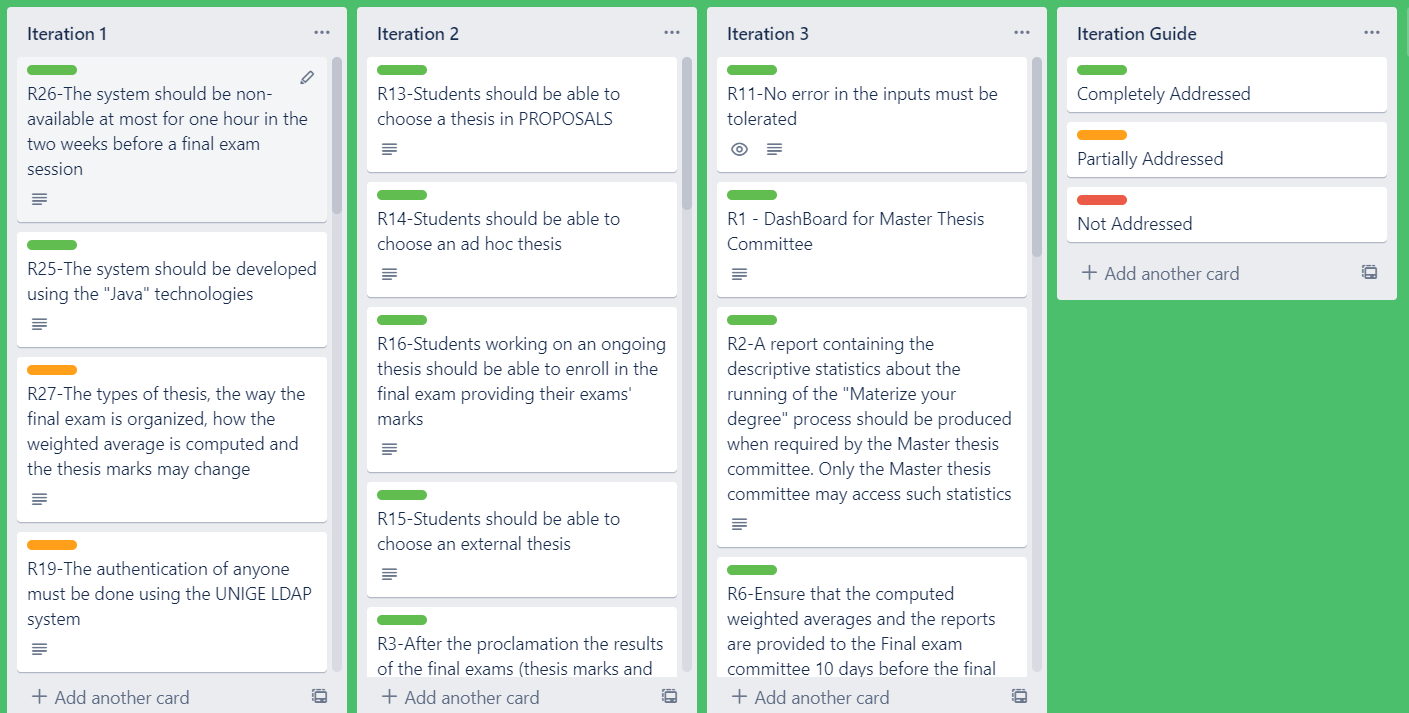 Iteration 1
R26-The system should be non-
available at most for one hour in the
two weeks before a final exam
session
R25-The system should be developed
using the "Java" technologies
R27-The types of thesis, the way the
final exam is organized, how the
weighted average is computed and
the thesis marks may change
R19-The authentication of anyone
must be done using the UNIGE LDAP
system
Add another card
Iteration 2
R13-Students should be able to
choose a thesis in PROPOSALS
R14-Students should be able to
choose an ad hoc thesis
R16-Students working on an ongoing
thesis should be able to enroll in the
final exam providing their exams'
marks
R15-Students should be able to
choose an external thesis
R3-After the proclamation the results
of the final exams (thesis marks and
Add another card
Iteration 3
R11-No error in the inputs must be
tolerated
R1 - DashBoard for Master Thesis
Committee
R2-A report containing the
descriptive statistics about the
running of the "Materize your
degree" process should be produced
when required by the Master thesis
committee. Only the Master thesis
committee may access such statistics
R6-Ensure that the computed
weighted averages and the reports
are provided to the Final exam
committee 10 days before the final
Add another card
Iteration Guide
Completely Addressed
Partially Addressed
Not Addressed
Add another card